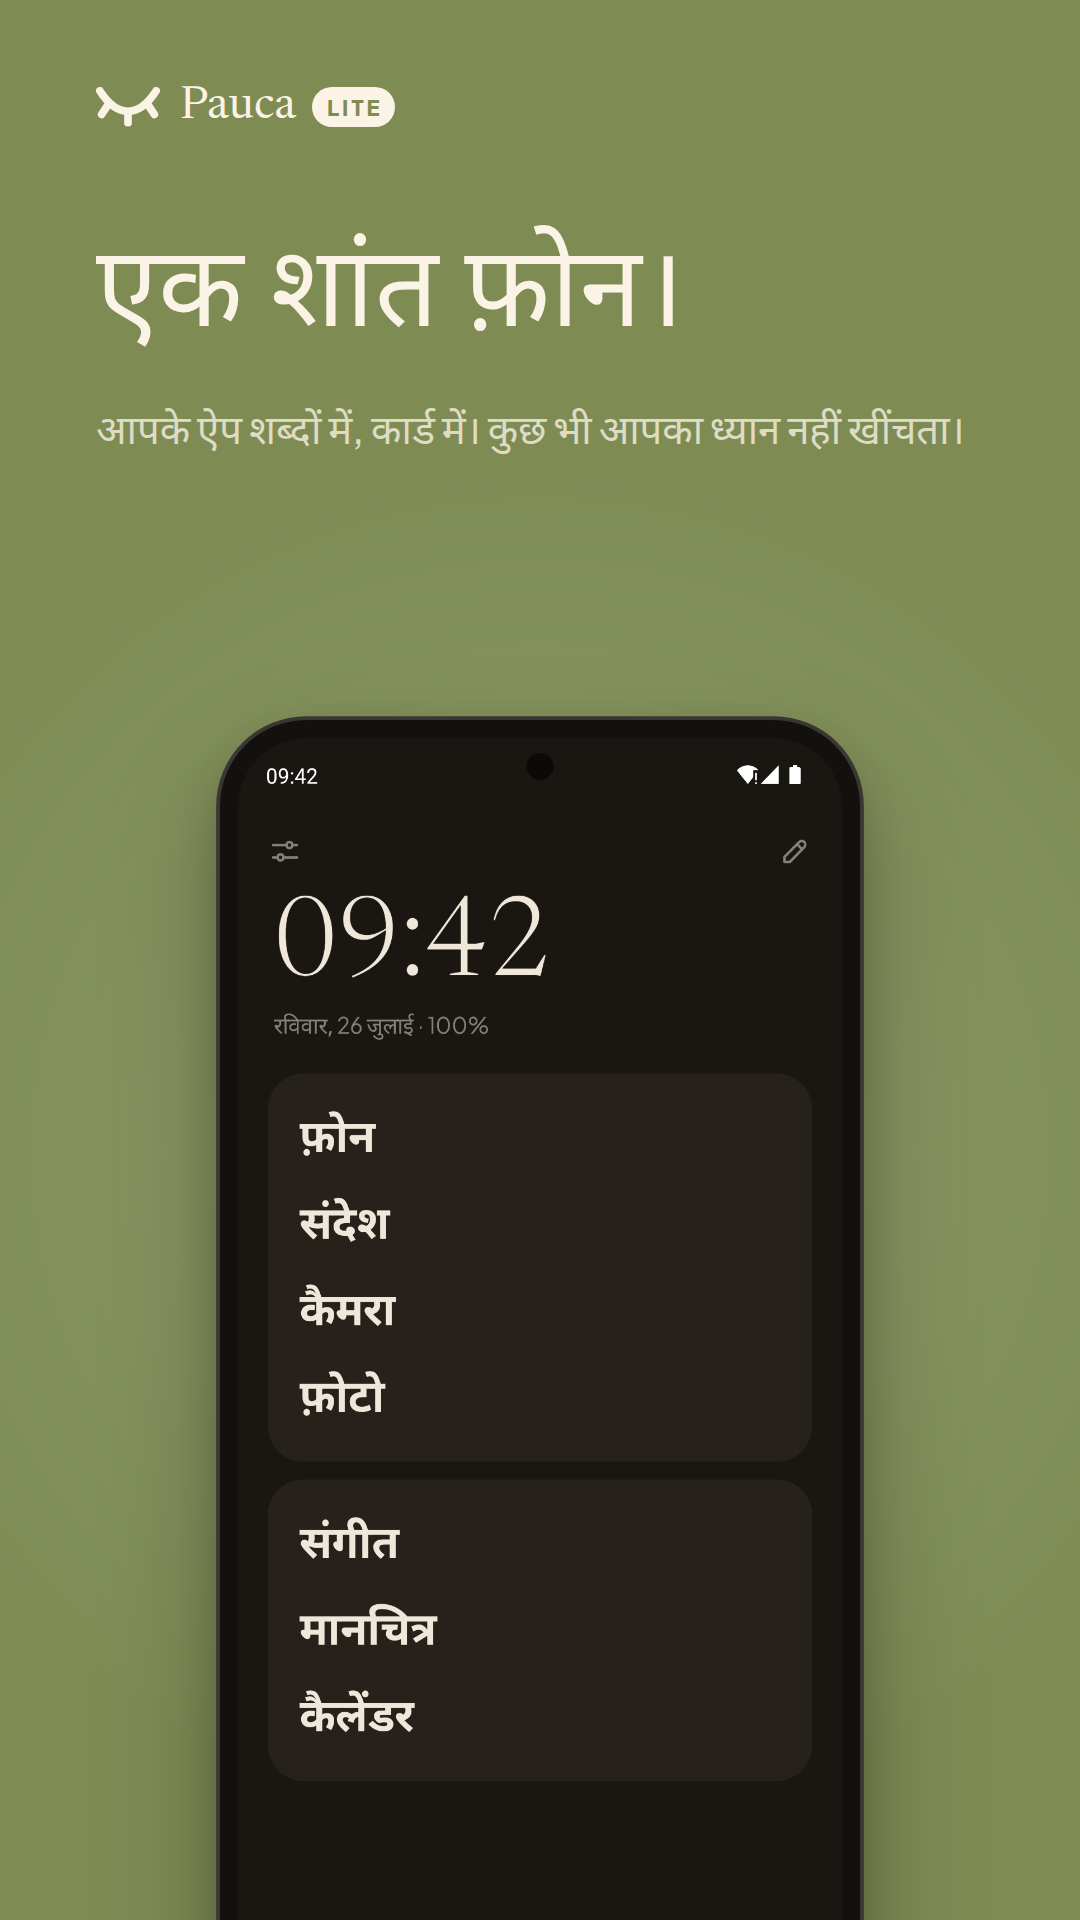 Pauca LITE
एक शांत फ़ोन।
आपके ऐप शब्दों में, कार्ड में। कुछ भी आपका ध्यान नहीं खींचता।
09:42
09:42
रविवार, 26 जुलाई · 100%
फ़ोन
संदेश
कैमरा
फ़ोटो
संगीत
मानचित्र
कैलेंडर